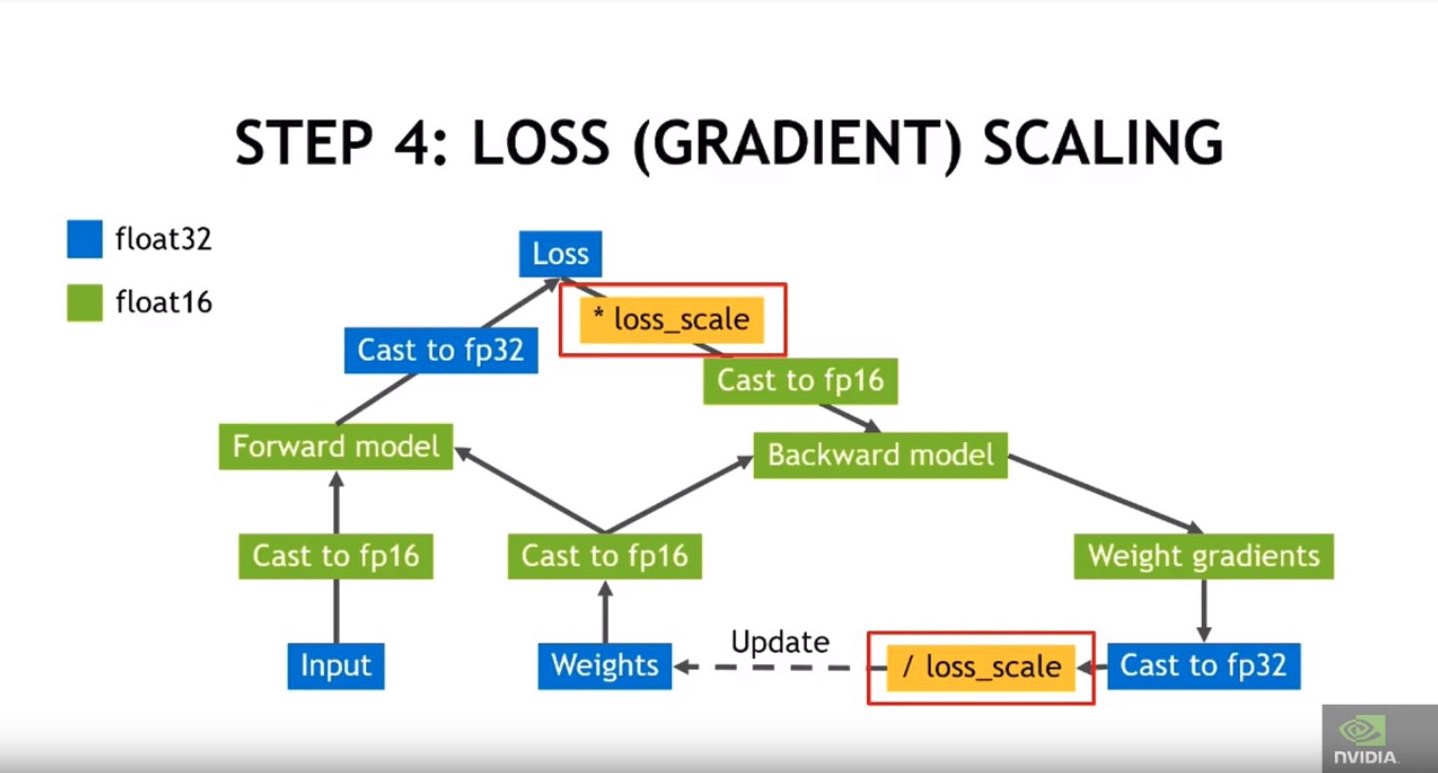 STEP 4: LOSS (GRADIENT) SCALING
float32
float16
Loss
* loss_scale
Cast to fp32
Cast to fp16
Forward model
Backward model
Cast to fp16
Cast to fp16
Weight gradients
Input
Weights
Update
/ loss_scale
Cast to fp32
NVIDIA